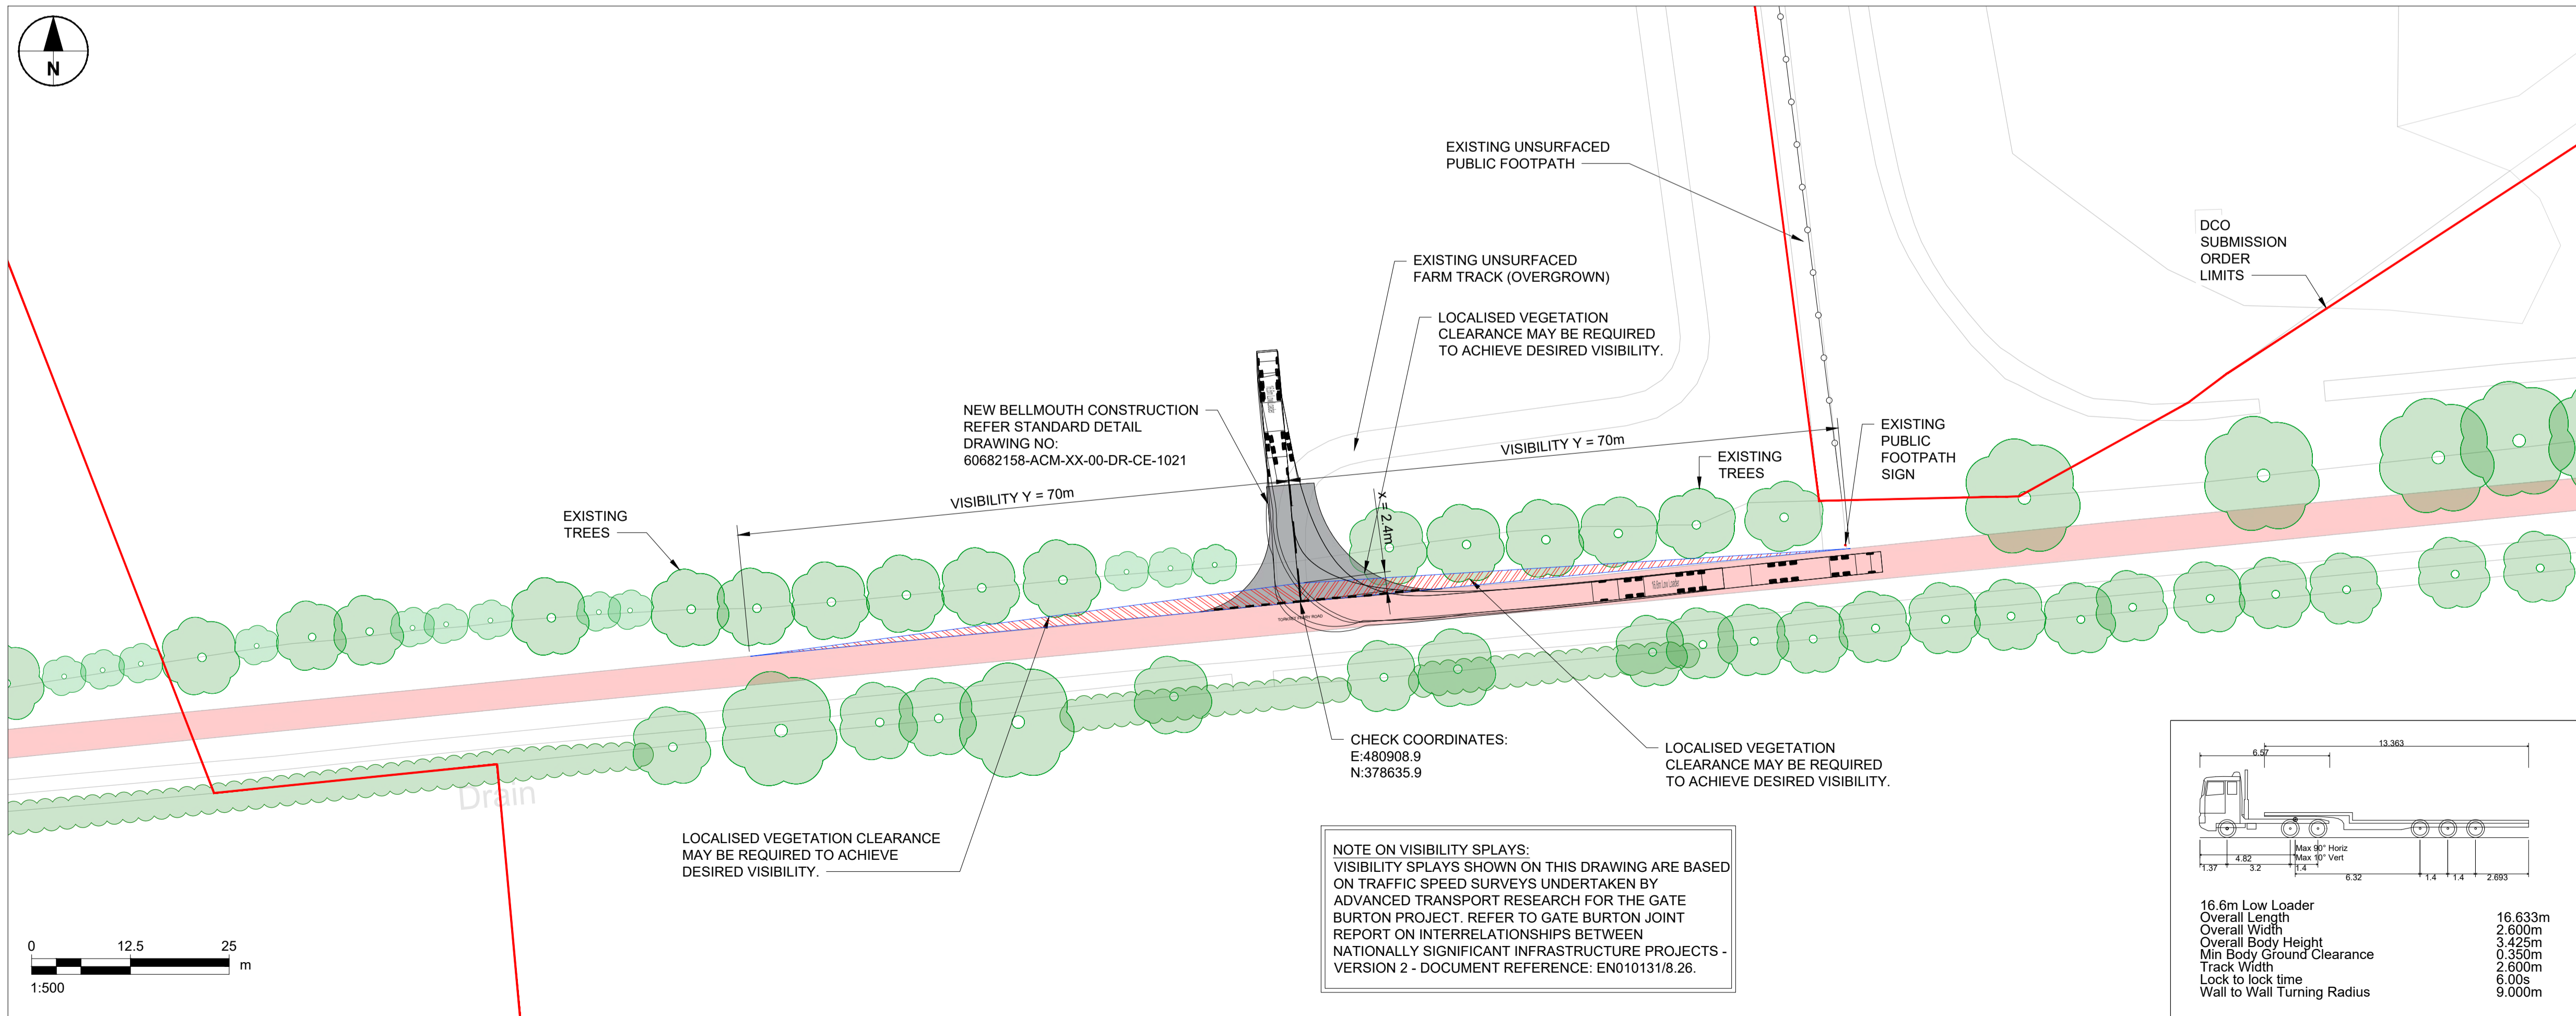 N
EXISTING UNSURFACED
PUBLIC FOOTPATH
DCO
SUBMISSION
ORDER
LIMITS
EXISTING UNSURFACED
FARM TRACK (OVERGROWN)
LOCALISED VEGETATION
CLEARANCE MAY BE REQUIRED
TO ACHIEVE DESIRED VISIBILITY.
NEW BELLMOUTH CONSTRUCTION
REFER STANDARD DETAIL
DRAWING NO:
60682158-ACM-XX-00-DR-CE-1021
VISIBILITY Y = 70m
VISIBILITY Y = 70m
x = 2.4m
EXISTING
TREES
EXISTING
PUBLIC
FOOTPATH
SIGN
EXISTING
TREES
16.6m Low Loader
TORKSEY FERRY ROAD
CHECK COORDINATES:
E:480908.9
N:378635.9
LOCALISED VEGETATION
CLEARANCE MAY BE REQUIRED
TO ACHIEVE DESIRED VISIBILITY.
Drain
LOCALISED VEGETATION CLEARANCE
MAY BE REQUIRED TO ACHIEVE
DESIRED VISIBILITY.
NOTE ON VISIBILITY SPLAYS:
VISIBILITY SPLAYS SHOWN ON THIS DRAWING ARE BASED
ON TRAFFIC SPEED SURVEYS UNDERTAKEN BY
ADVANCED TRANSPORT RESEARCH FOR THE GATE
BURTON PROJECT. REFER TO GATE BURTON JOINT
REPORT ON INTERRELATIONSHIPS BETWEEN
NATIONALLY SIGNIFICANT INFRASTRUCTURE PROJECTS -
VERSION 2 - DOCUMENT REFERENCE: EN010131/8.26.
0 12.5 25
m
1:500
13.363
6.57
Max 90° Horiz
Max 10° Vert
4.82
1.37 3.2 1.4
6.32 1.4 1.4 2.693
16.6m Low Loader
Overall Length 16.633m
Overall Width 2.600m
Overall Body Height 3.425m
Min Body Ground Clearance 0.350m
Track Width 2.600m
Lock to lock time 6.00s
Wall to Wall Turning Radius 9.000m